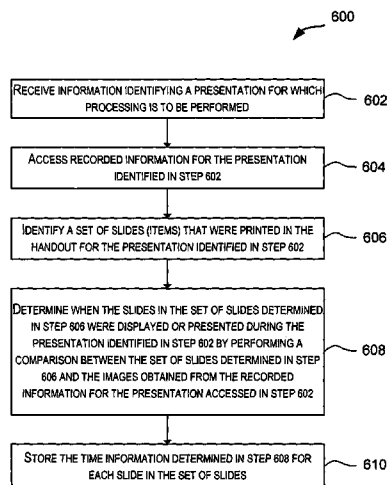 600
RECEIVE INFORMATION IDENTIFYING A PRESENTATION FOR WHICH
PROCESSING IS TO BE PERFORMED
602
ACCESS RECORDED INFORMATION FOR THE PRESENTATION
IDENTIFIED IN STEP 602
604
IDENTIFY A SET OF SLIDES (ITEMS) THAT WERE PRINTED IN THE
HANDOUT FOR THE PRESENTATION IDENTIFIED IN STEP 602
606
DETERMINE WHEN THE SLIDES IN THE SET OF SLIDES DETERMINED
IN STEP 606 WERE DISPLAYED OR PRESENTED DURING THE
PRESENTATION IDENTIFIED IN STEP 602 BY PERFORMING A
COMPARISON BETWEEN THE SET OF SLIDES DETERMINED IN STEP
606 AND THE IMAGES OBTAINED FROM THE RECORDED
INFORMATION FOR THE PRESENTATION ACCESSED IN STEP 602
608
STORE THE TIME INFORMATION DETERMINED IN STEP 608 FOR
EACH SLIDE IN THE SET OF SLIDES
610